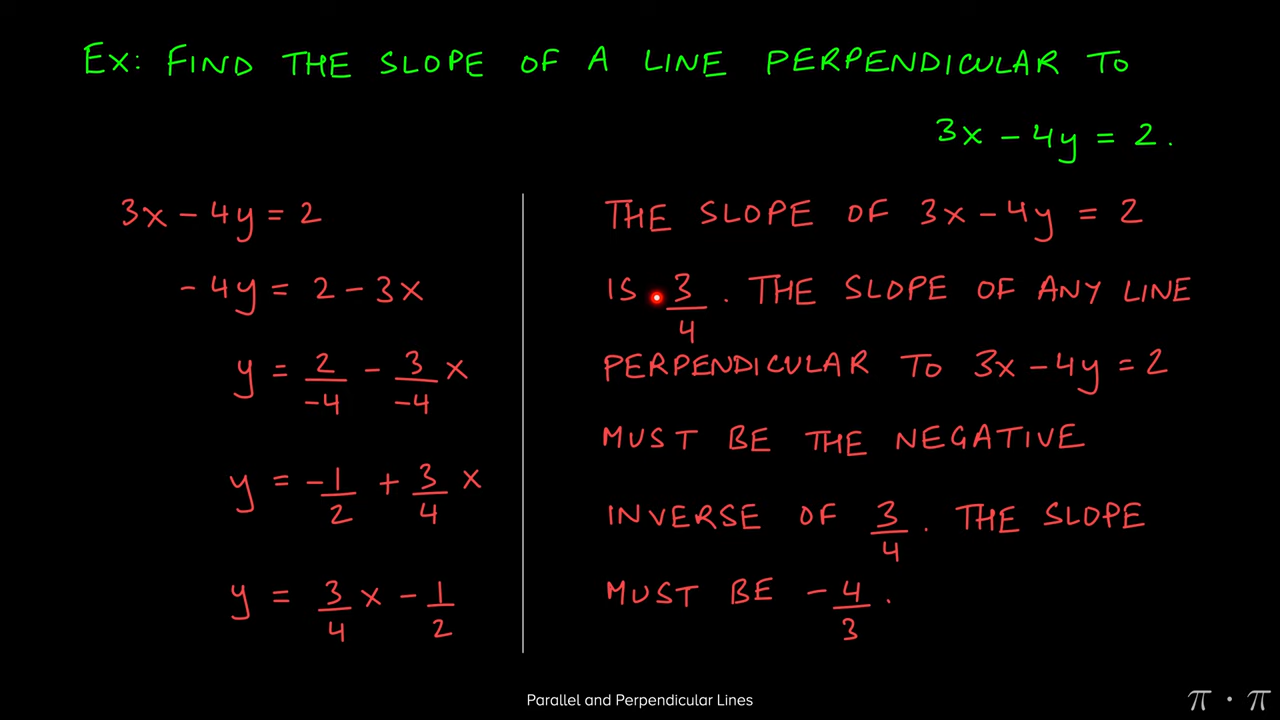 EX: FIND THE SLOPE OF A LINE PERPENDICULAR TO
3x - 4y = 2.
3x - 4y = 2
-4y = 2 - 3x
y = 2/-4 - 3/-4 x
y = -1/2 + 3/4 x
y = 3/4 x - 1/2
THE SLOPE OF 3x - 4y = 2
IS 3/4. THE SLOPE OF ANY LINE
PERPENDICULAR TO 3x - 4y = 2
MUST BE THE NEGATIVE
INVERSE OF 3/4. THE SLOPE
MUST BE -4/3.
Parallel and Perpendicular Lines
π · π